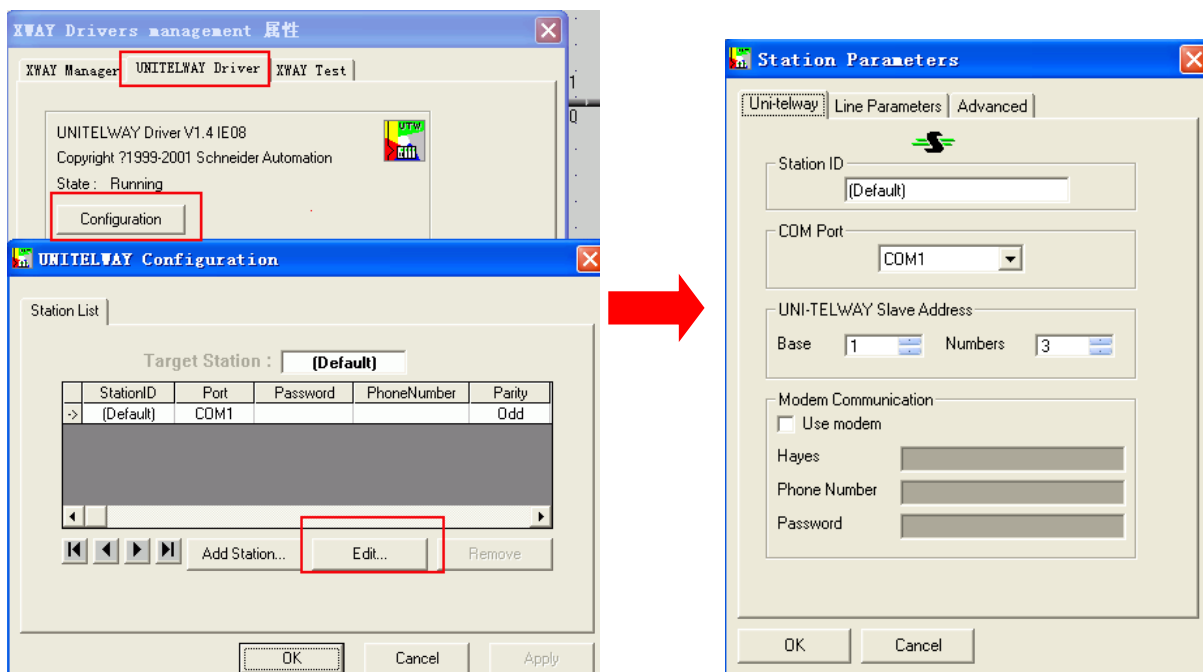 XWAY Drivers management 属性
XWAY Manager UNITELWAY Driver XWAY Test
UNITELWAY Driver V1.4 IE08
Copyright ?1999-2001 Schneider Automation
State : Running
Configuration
UTW
1
0
UNITELWAY Configuration
Station List
Target Station : (Default)
StationID Port Password PhoneNumber Parity
-> (Default) COM1 Odd
Add Station... Edit... Remove
OK Cancel Apply
Station Parameters
Uni-telway Line Parameters Advanced
Station ID
(Default)
COM Port
COM1
UNI-TELWAY Slave Address
Base 1 Numbers 3
Modem Communication
Use modem
Hayes
Phone Number
Password
OK Cancel